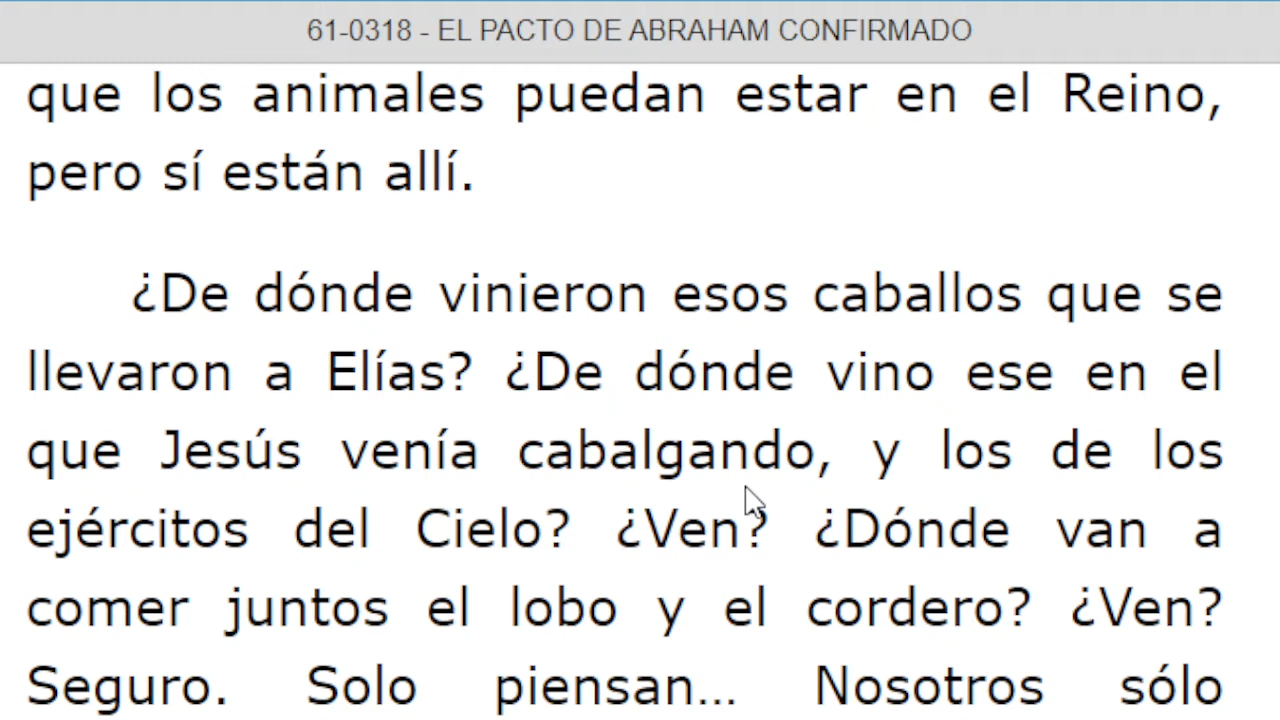 61-0318 - EL PACTO DE ABRAHAM CONFIRMADO
que los animales puedan estar en el Reino,
pero sí están allí.
¿De dónde vinieron esos caballos que se
llevaron a Elías? ¿De dónde vino ese en el
que Jesús venía cabalgando, y los de los
ejércitos del Cielo? ¿Ven? ¿Dónde van a
comer juntos el lobo y el cordero? ¿Ven?
Seguro. Solo piensan... Nosotros sólo